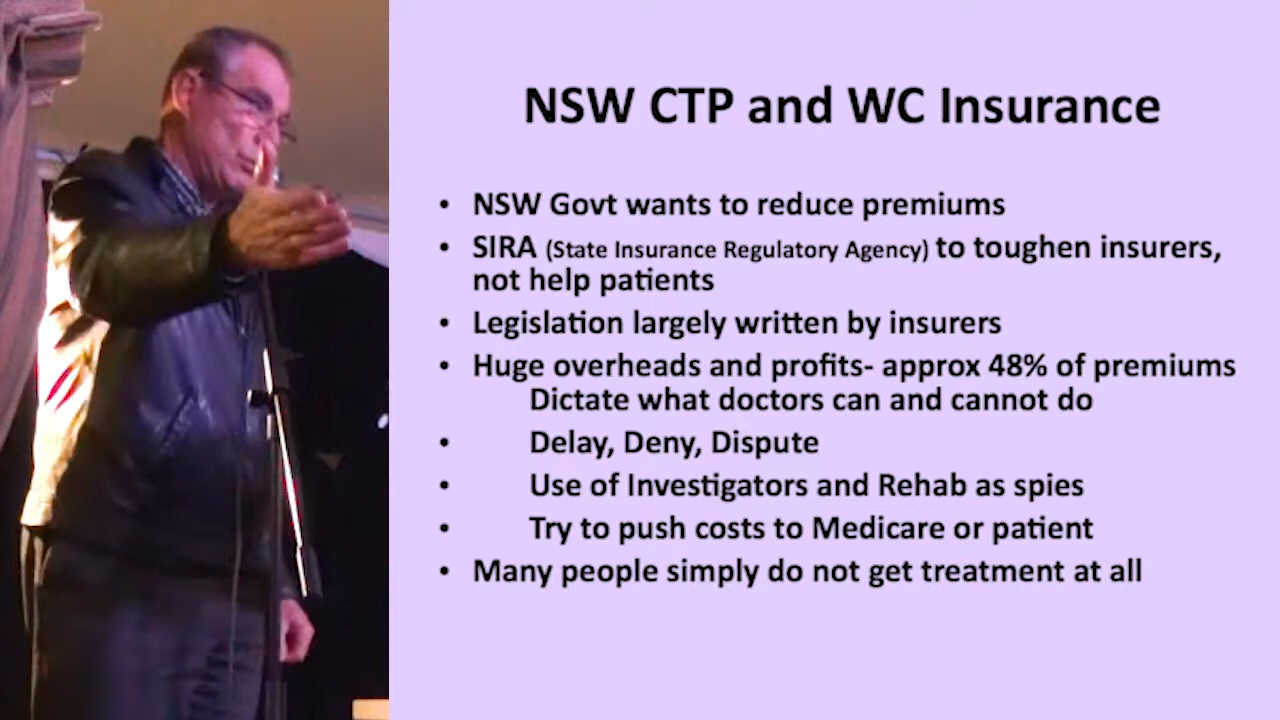 NSW CTP and WC Insurance
• NSW Govt wants to reduce premiums
• SIRA (State Insurance Regulatory Agency) to toughen insurers,
not help patients
• Legislation largely written by insurers
• Huge overheads and profits- approx 48% of premiums
Dictate what doctors can and cannot do
• Delay, Deny, Dispute
• Use of Investigators and Rehab as spies
• Try to push costs to Medicare or patient
• Many people simply do not get treatment at all